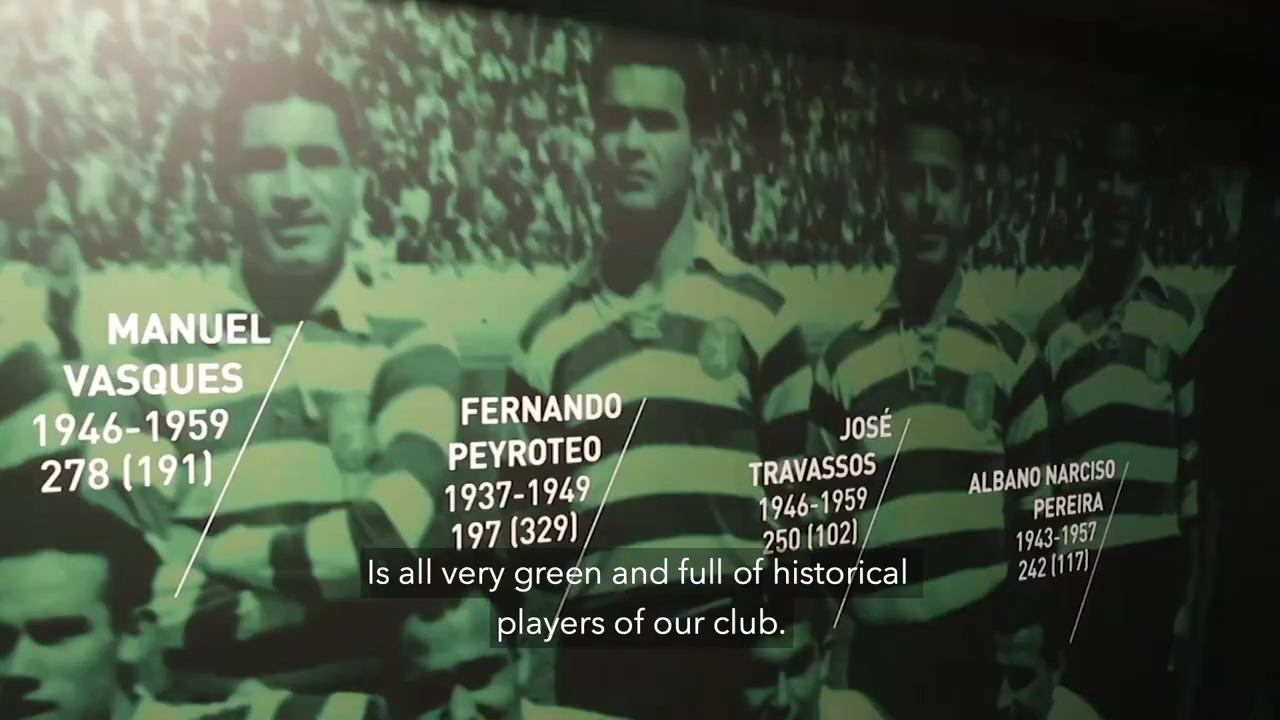 MANUEL
VASQUES
1946-1959
278 (191)
FERNANDO
PEYROTEO
1937-1949
197 (329)
JOSÉ
TRAVASSOS
1946-1959
250 (102)
ALBANO NARCISO
PEREIRA
1943-1957
242 (117)
Is all very green and full of historical
players of our club.